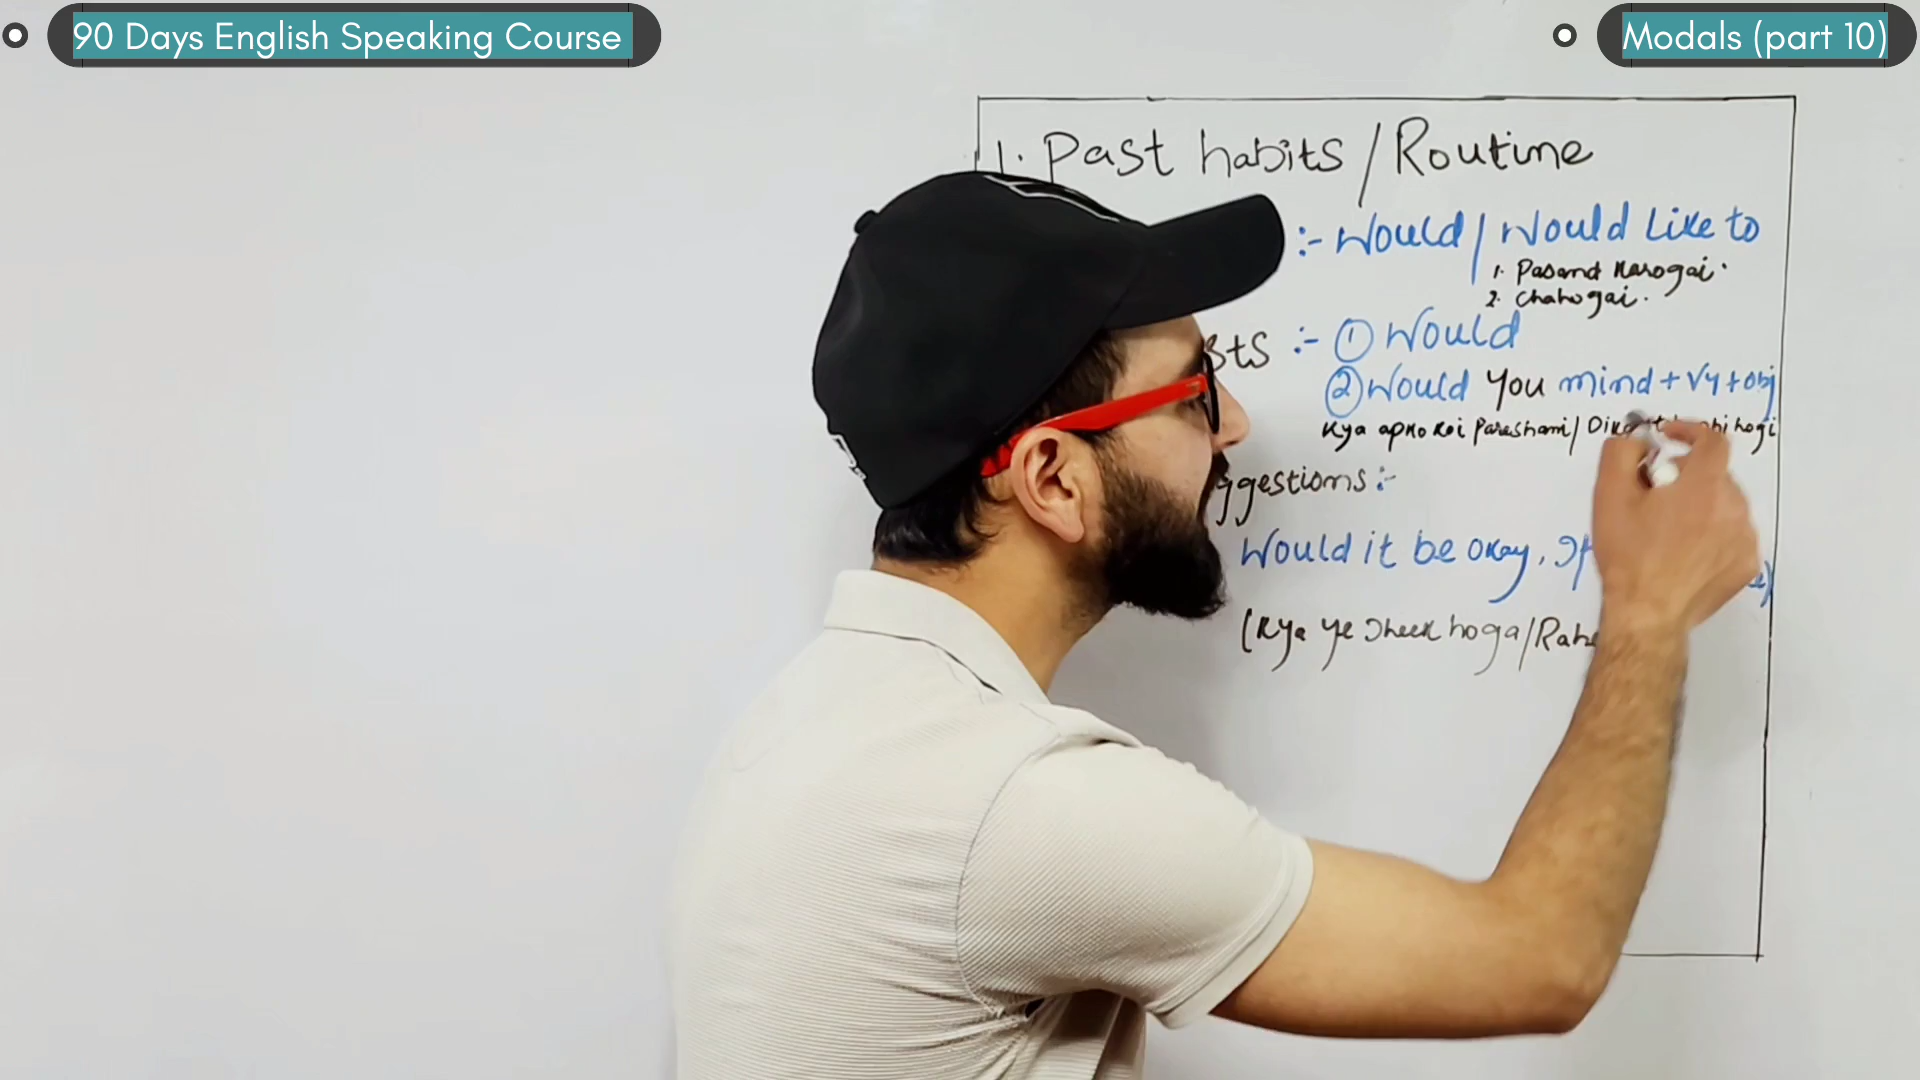 90 Days English Speaking Course
Modals (part 10)
1. Past habits / Routine
:- Would / Would Like to
1. Pasand Karogai.
2. Chahogai.
sts :- ① Would
② Would You mind + V4 + obj
Kya apko koi Pareshani / hogi
ggestions :-
Would it be okay, If
(Kya ye Theek hoga / Rahe